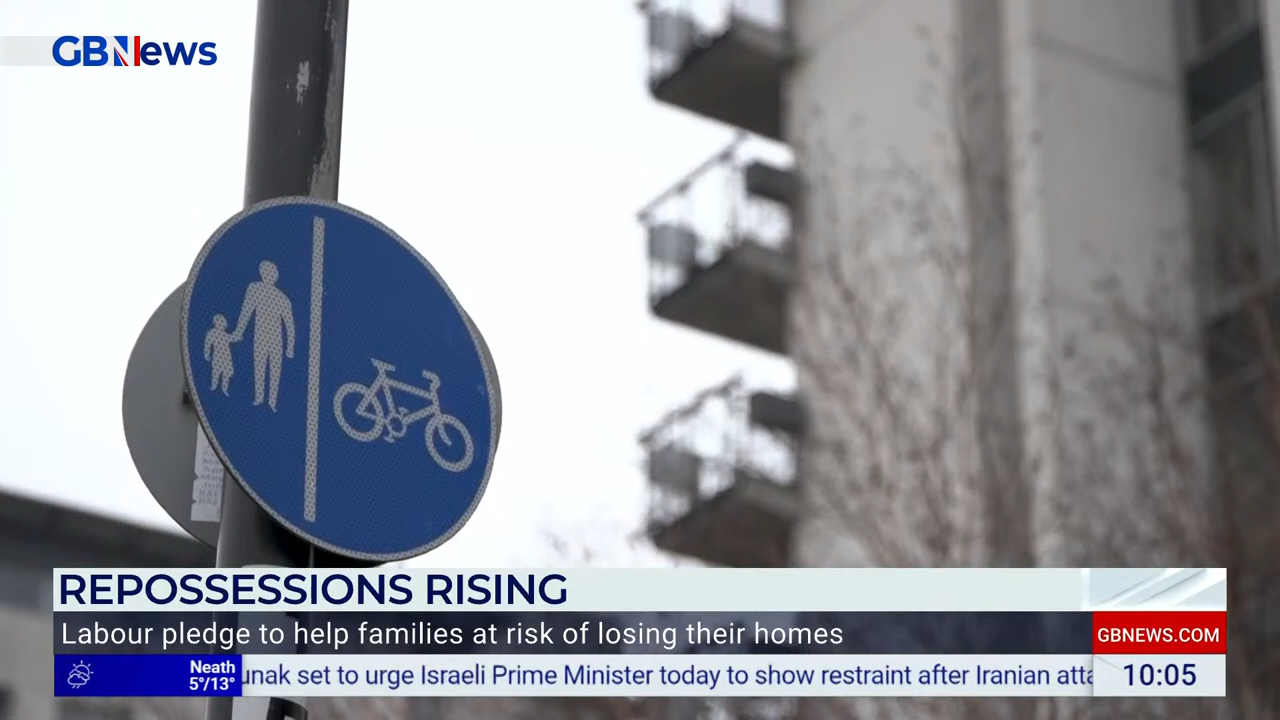 GBNews
REPOSSESSIONS RISING
Labour pledge to help families at risk of losing their homes
GBNEWS.COM
Neath
5°/13°
unak set to urge Israeli Prime Minister today to show restraint after Iranian atta
10:05